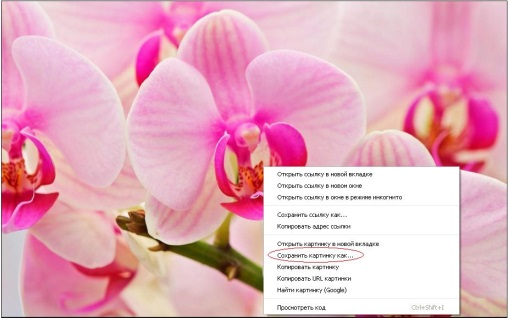 Открыть ссылку в новой вкладке
Открыть ссылку в новом окне
Открыть ссылку в окне в режиме инкогнито
Сохранить ссылку как...
Копировать адрес ссылки
Открыть картинку в новой вкладке
Сохранить картинку как...
Копировать картинку
Копировать URL картинки
Найти картинку (Google)
Просмотреть код Ctrl+Shift+I